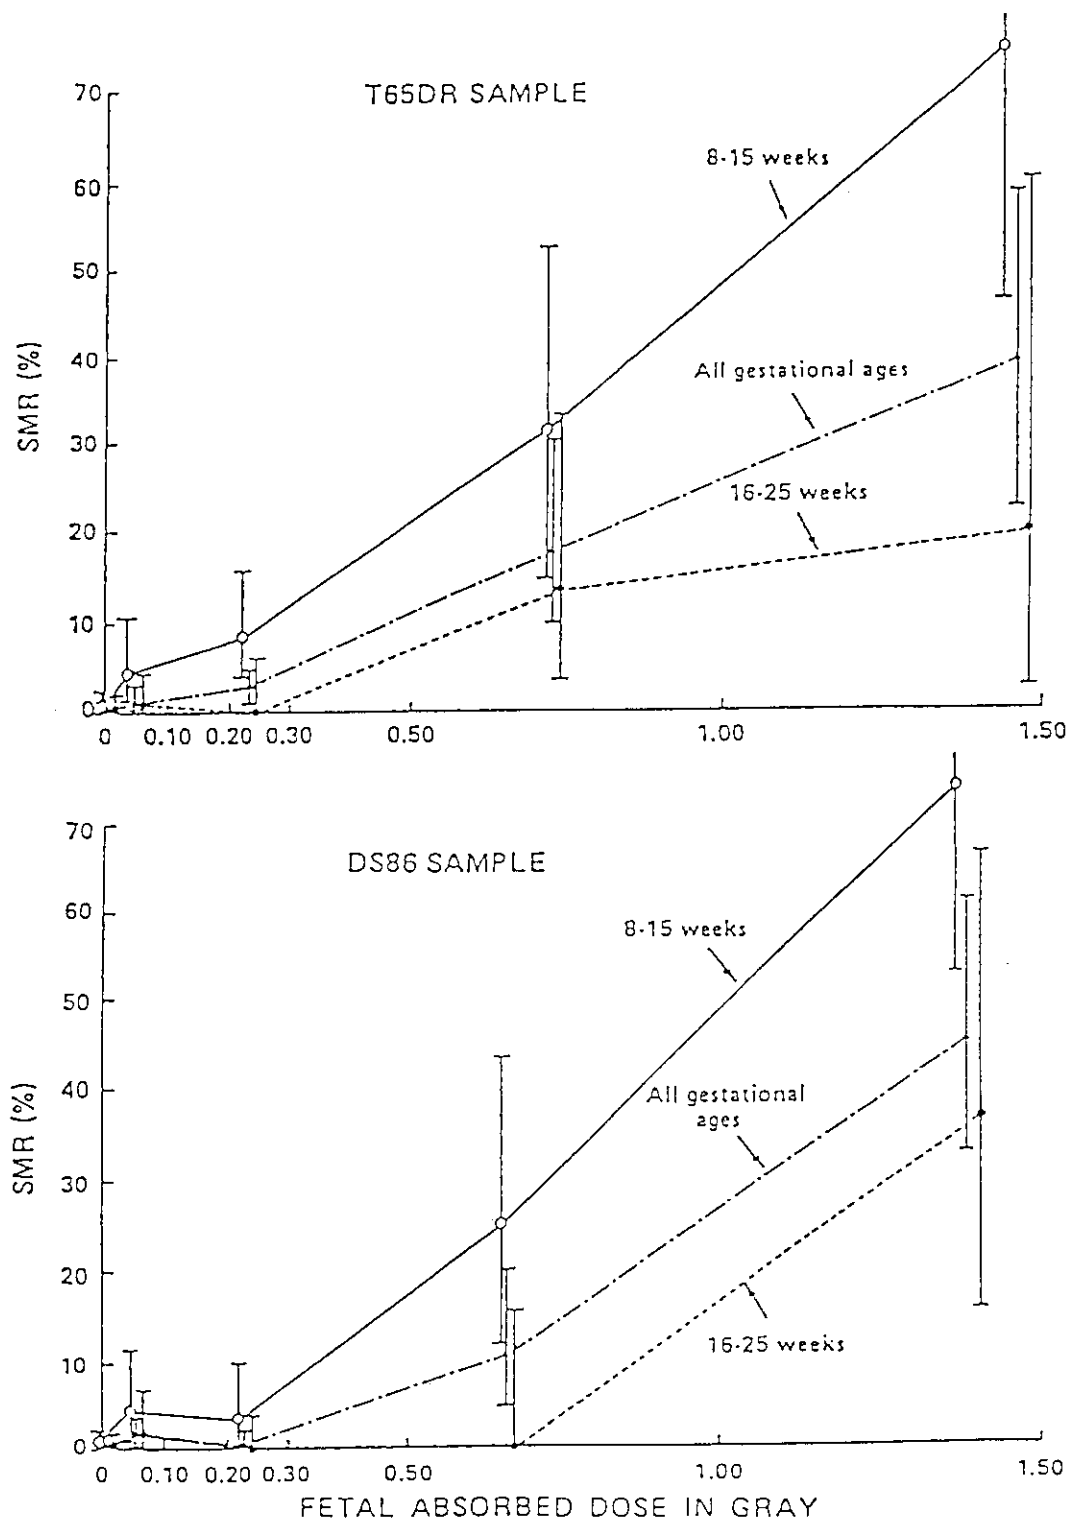 T65DR SAMPLE
70
8-15 weeks
60
50
SMR (%)
40
All gestational ages
30
16-25 weeks
20
10
0
0 0.10 0.20 0.30 0.50 1.00 1.50
DS86 SAMPLE
70
60
8-15 weeks
50
SMR (%)
40
All gestational
ages
30
20
16-25 weeks
10
0
0 0.10 0.20 0.30 0.50 1.00 1.50
FETAL ABSORBED DOSE IN GRAY